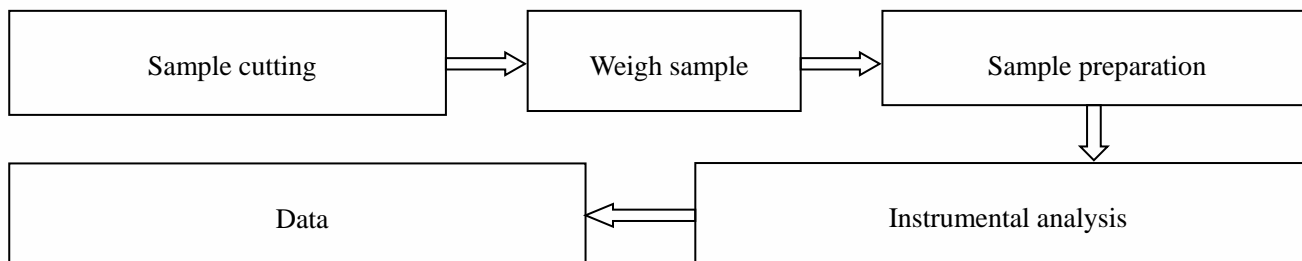 Sample cutting
Weigh sample
Sample preparation
Instrumental analysis
Data